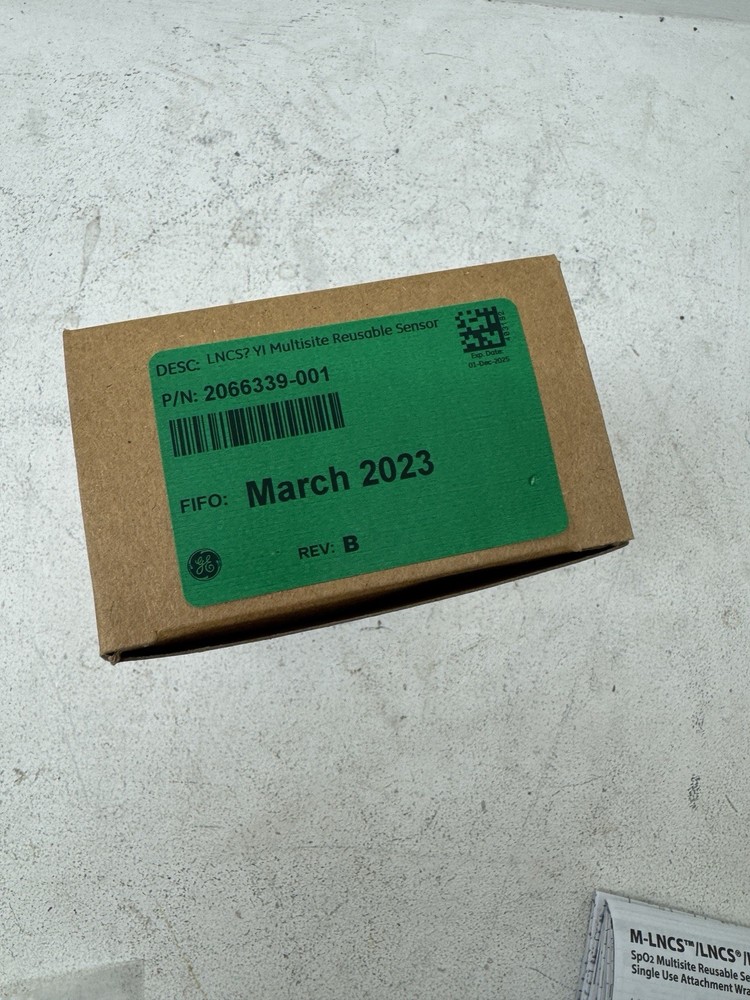 DESC: LNCS? YI Multisite Reusable Sensor
Exp. Date:
01-Dec-2025
P/N: 2066339-001
FIFO: March 2023
GE
REV: B
M-LNCS™/LNCS®/
SpO2 Multisite Reusable
Single Use Attachment